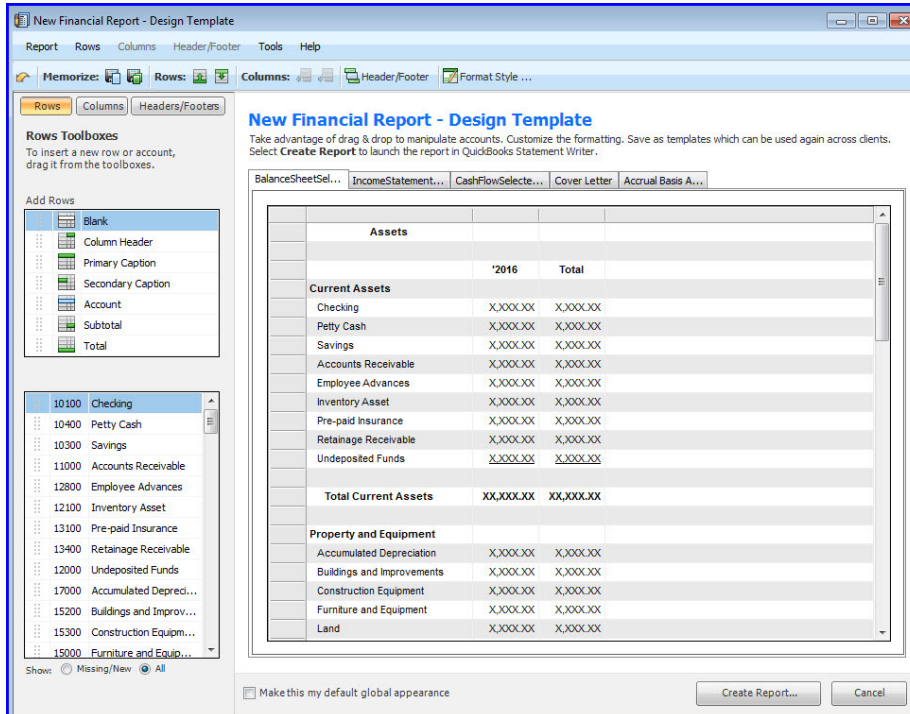 New Financial Report - Design Template
Report Rows Columns Header/Footer Tools Help
Memorize: Rows: Columns: Header/Footer Format Style ...
Rows Columns Headers/Footers
Rows Toolboxes
To insert a new row or account,
drag it from the toolboxes.
Add Rows
Blank
Column Header
Primary Caption
Secondary Caption
Account
Subtotal
Total
10100 Checking
10400 Petty Cash
10300 Savings
11000 Accounts Receivable
12800 Employee Advances
12100 Inventory Asset
13100 Pre-paid Insurance
13400 Retainage Receivable
12000 Undeposited Funds
17000 Accumulated Depreci...
15200 Buildings and Improv...
15300 Construction Equipm...
15000 Furniture and Equip...
Show: Missing/New All
New Financial Report - Design Template
Take advantage of drag & drop to manipulate accounts. Customize the formatting. Save as templates which can be used again across clients.
Select Create Report to launch the report in QuickBooks Statement Writer.
BalanceSheetSel... IncomeStatement... CashFlowSelecte... Cover Letter Accrual Basis A...
Assets
'2016 Total
Current Assets
Checking X,XXX.XX X,XXX.XX
Petty Cash X,XXX.XX X,XXX.XX
Savings X,XXX.XX X,XXX.XX
Accounts Receivable X,XXX.XX X,XXX.XX
Employee Advances X,XXX.XX X,XXX.XX
Inventory Asset X,XXX.XX X,XXX.XX
Pre-paid Insurance X,XXX.XX X,XXX.XX
Retainage Receivable X,XXX.XX X,XXX.XX
Undeposited Funds X,XXX.XX X,XXX.XX
Total Current Assets XX,XXX.XX XX,XXX.XX
Property and Equipment
Accumulated Depreciation X,XXX.XX X,XXX.XX
Buildings and Improvements X,XXX.XX X,XXX.XX
Construction Equipment X,XXX.XX X,XXX.XX
Furniture and Equipment X,XXX.XX X,XXX.XX
Land X,XXX.XX X,XXX.XX
Make this my default global appearance
Create Report... Cancel